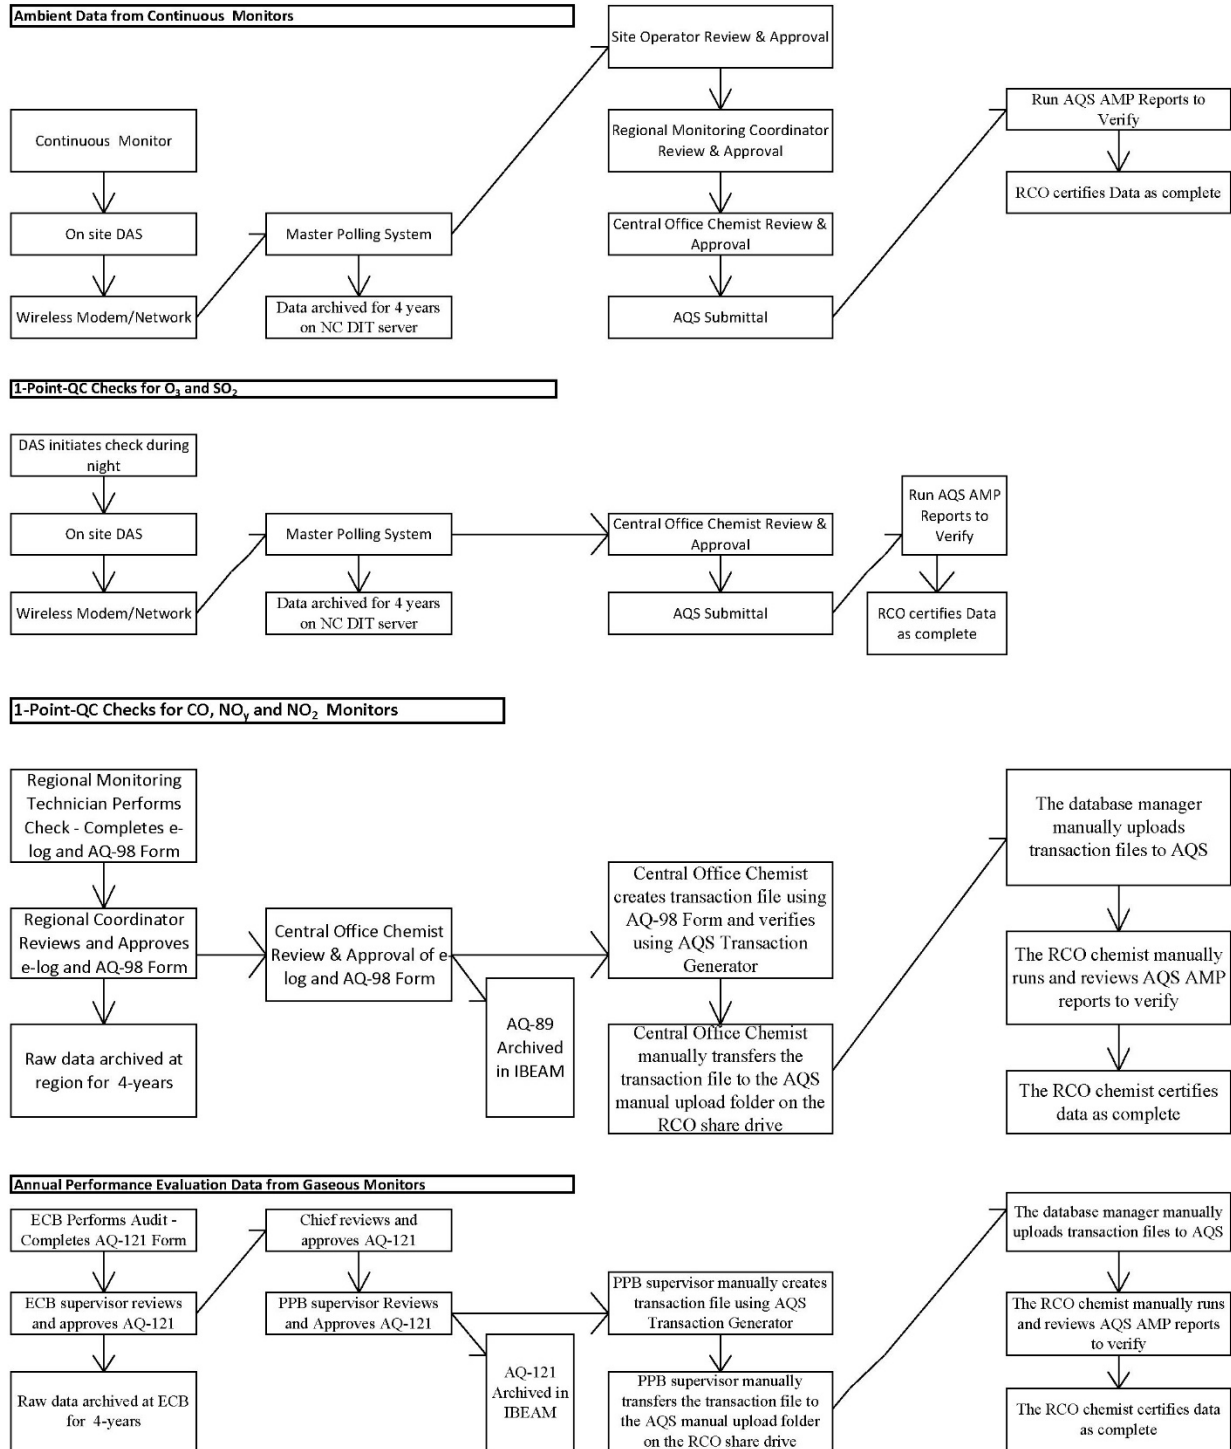 Ambient Data from Continuous Monitors
Continuous Monitor
On site DAS
Wireless Modem/Network
Master Polling System
Data archived for 4 years
on NC DIT server
Site Operator Review & Approval
Regional Monitoring Coordinator
Review & Approval
Central Office Chemist Review &
Approval
AQS Submittal
Run AQS AMP Reports to
Verify
RCO certifies Data as complete
1-Point-QC Checks for O₃ and SO₂
DAS initiates check during
night
On site DAS
Wireless Modem/Network
Master Polling System
Data archived for 4 years
on NC DIT server
Central Office Chemist Review &
Approval
AQS Submittal
Run AQS AMP
Reports to
Verify
RCO certifies Data
as complete
1-Point-QC Checks for CO, NOᵧ and NO₂ Monitors
Regional Monitoring
Technician Performs
Check - Completes e-
log and AQ-98 Form
Regional Coordinator
Reviews and Approves
e-log and AQ-98 Form
Raw data archived at
region for 4-years
Central Office Chemist
Review & Approval of e-
log and AQ-98 Form
AQ-89
Archived
in IBEAM
Central Office Chemist
creates transaction file using
AQ-98 Form and verifies
using AQS Transaction
Generator
Central Office Chemist
manually transfers the
transaction file to the AQS
manual upload folder on the
RCO share drive
The database manager
manually uploads
transaction files to AQS
The RCO chemist manually
runs and reviews AQS AMP
reports to verify
The RCO chemist certifies
data as complete
Annual Performance Evaluation Data from Gaseous Monitors
ECB Performs Audit -
Completes AQ-121 Form
ECB supervisor reviews
and approves AQ-121
Raw data archived at ECB
for 4-years
Chief reviews and
approves AQ-121
PPB supervisor Reviews
and Approves AQ-121
AQ-121
Archived in
IBEAM
PPB supervisor manually creates
transaction file using AQS
Transaction Generator
PPB supervisor manually
transfers the transaction file to
the AQS manual upload folder
on the RCO share drive
The database manager manually
uploads transaction files to AQS
The RCO chemist manually runs
and reviews AQS AMP reports
to verify
The RCO chemist certifies data
as complete